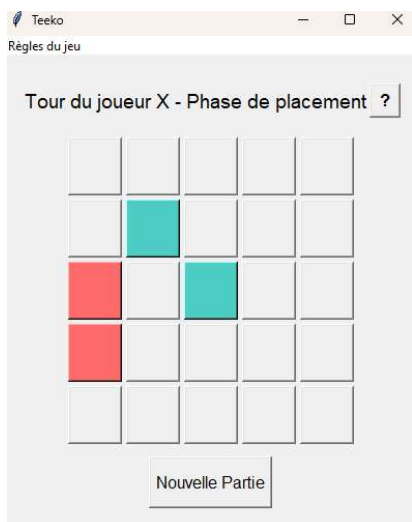 Teeko
Règles du jeu
Tour du joueur X - Phase de placement ?
Nouvelle Partie